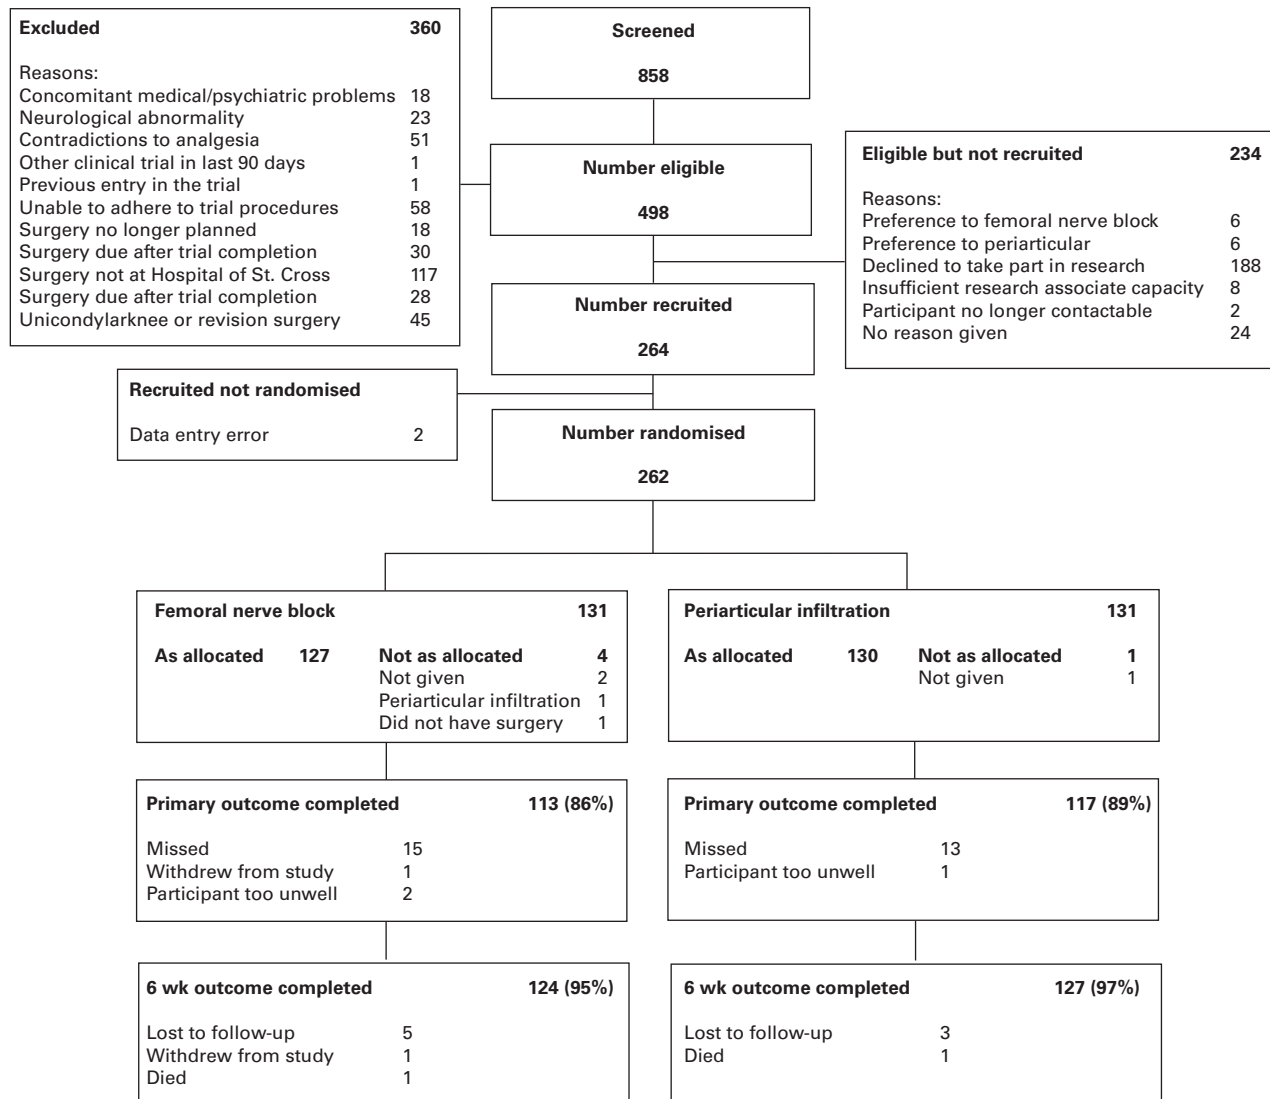 Excluded 360
Reasons:
Concomitant medical/psychiatric problems 18
Neurological abnormality 23
Contradictions to analgesia 51
Other clinical trial in last 90 days 1
Previous entry in the trial 1
Unable to adhere to trial procedures 58
Surgery no longer planned 18
Surgery due after trial completion 30
Surgery not at Hospital of St. Cross 117
Surgery due after trial completion 28
Unicondylarknee or revision surgery 45
Screened
858
Number eligible
498
Eligible but not recruited 234
Reasons:
Preference to femoral nerve block 6
Preference to periarticular 6
Declined to take part in research 188
Insufficient research associate capacity 8
Participant no longer contactable 2
No reason given 24
Number recruited
264
Recruited not randomised
Data entry error 2
Number randomised
262
Femoral nerve block 131
As allocated 127 Not as allocated 4
Not given 2
Periarticular infiltration 1
Did not have surgery 1
Periarticular infiltration 131
As allocated 130 Not as allocated 1
Not given 1
Primary outcome completed 113 (86%)
Missed 15
Withdrew from study 1
Participant too unwell 2
Primary outcome completed 117 (89%)
Missed 13
Participant too unwell 1
6 wk outcome completed 124 (95%)
Lost to follow-up 5
Withdrew from study 1
Died 1
6 wk outcome completed 127 (97%)
Lost to follow-up 3
Died 1